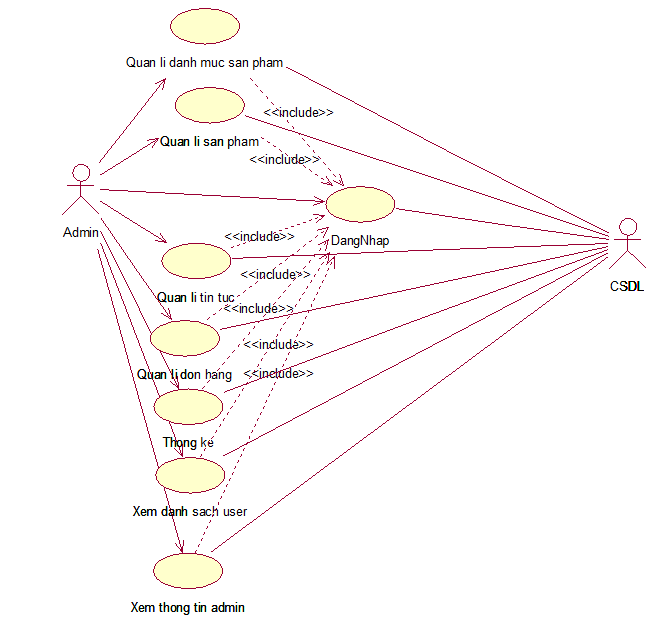 Quan li danh muc san pham
<<include>>
Quan li san pham
<<include>>
Admin
<<include>>
DangNhap
<<include>>
CSDL
Quan li tin tuc
<<include>>
<<include>>
Quan li don hang
<<include>>
Thong ke
Xem danh sach user
Xem thong tin admin